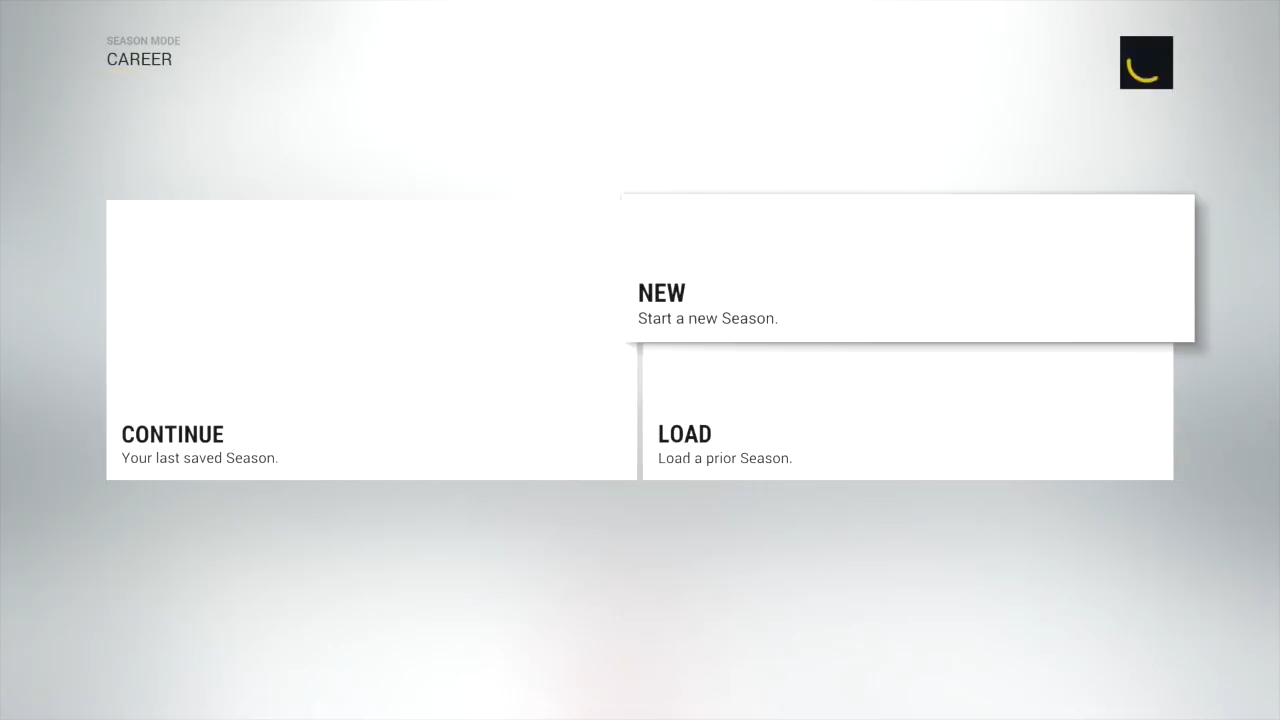 SEASON MODE
CAREER
NEW
Start a new Season.
CONTINUE
Your last saved Season.
LOAD
Load a prior Season.